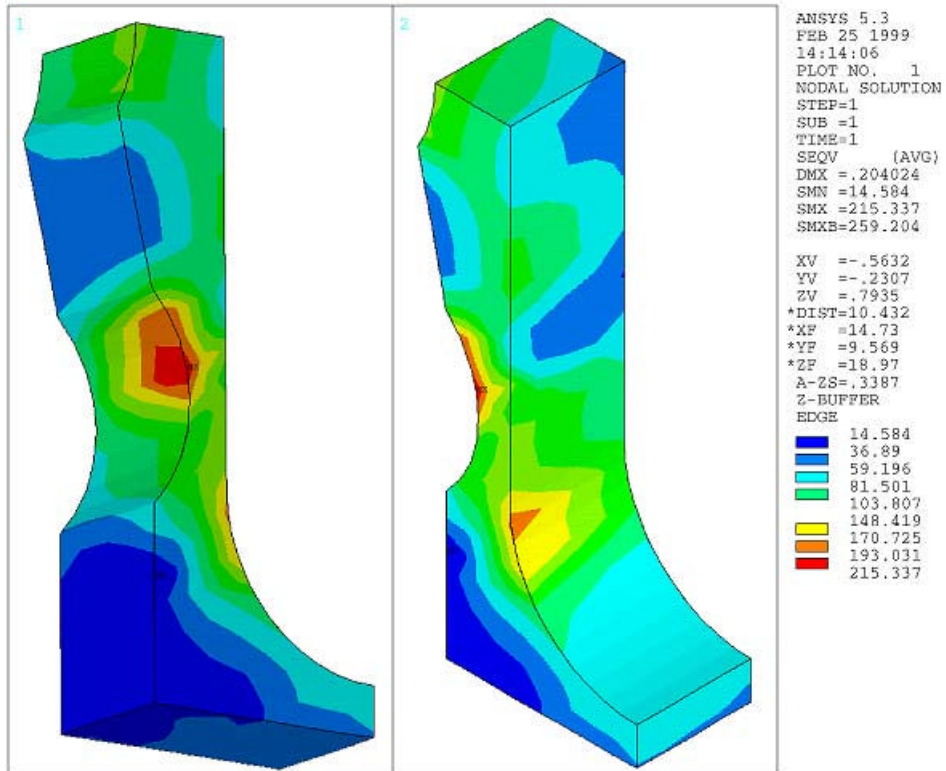 1
2
ANSYS 5.3
FEB 25 1999
14:14:06
PLOT NO. 1
NODAL SOLUTION
STEP=1
SUB =1
TIME=1
SEQV (AVG)
DMX =.204024
SMN =14.584
SMX =215.337
SMXB=259.204
XV =-.5632
YV =-.2307
ZV =.7935
*DIST=10.432
*XF =14.73
*YF =9.569
*ZF =18.97
A-ZS=.3387
Z-BUFFER
EDGE
14.584
36.89
59.196
81.501
103.807
148.419
170.725
193.031
215.337